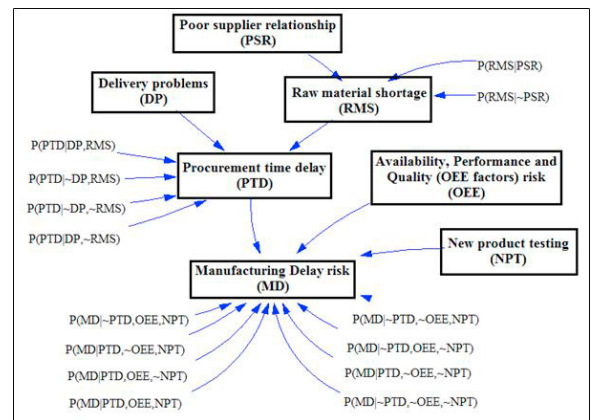 Poor supplier relationship
(PSR)
P(RMS|PSR)
Delivery problems
(DP)
Raw material shortage
(RMS)
P(RMS|~PSR)
P(PTD|DP,RMS)
P(PTD|~DP,RMS)
P(PTD|~DP,~RMS)
P(PTD|DP,~RMS)
Procurement time delay
(PTD)
Availability, Performance and
Quality (OEE factors) risk
(OEE)
New product testing
(NPT)
Manufacturing Delay risk
(MD)
P(MD|~PTD,OEE,NPT)
P(MD|PTD,~OEE,NPT)
P(MD|PTD,OEE,~NPT)
P(MD|PTD,OEE,NPT)
P(MD|~PTD,~OEE,NPT)
P(MD|~PTD,OEE,~NPT)
P(MD|PTD,~OEE,~NPT)
P(MD|~PTD,~OEE,~NPT)